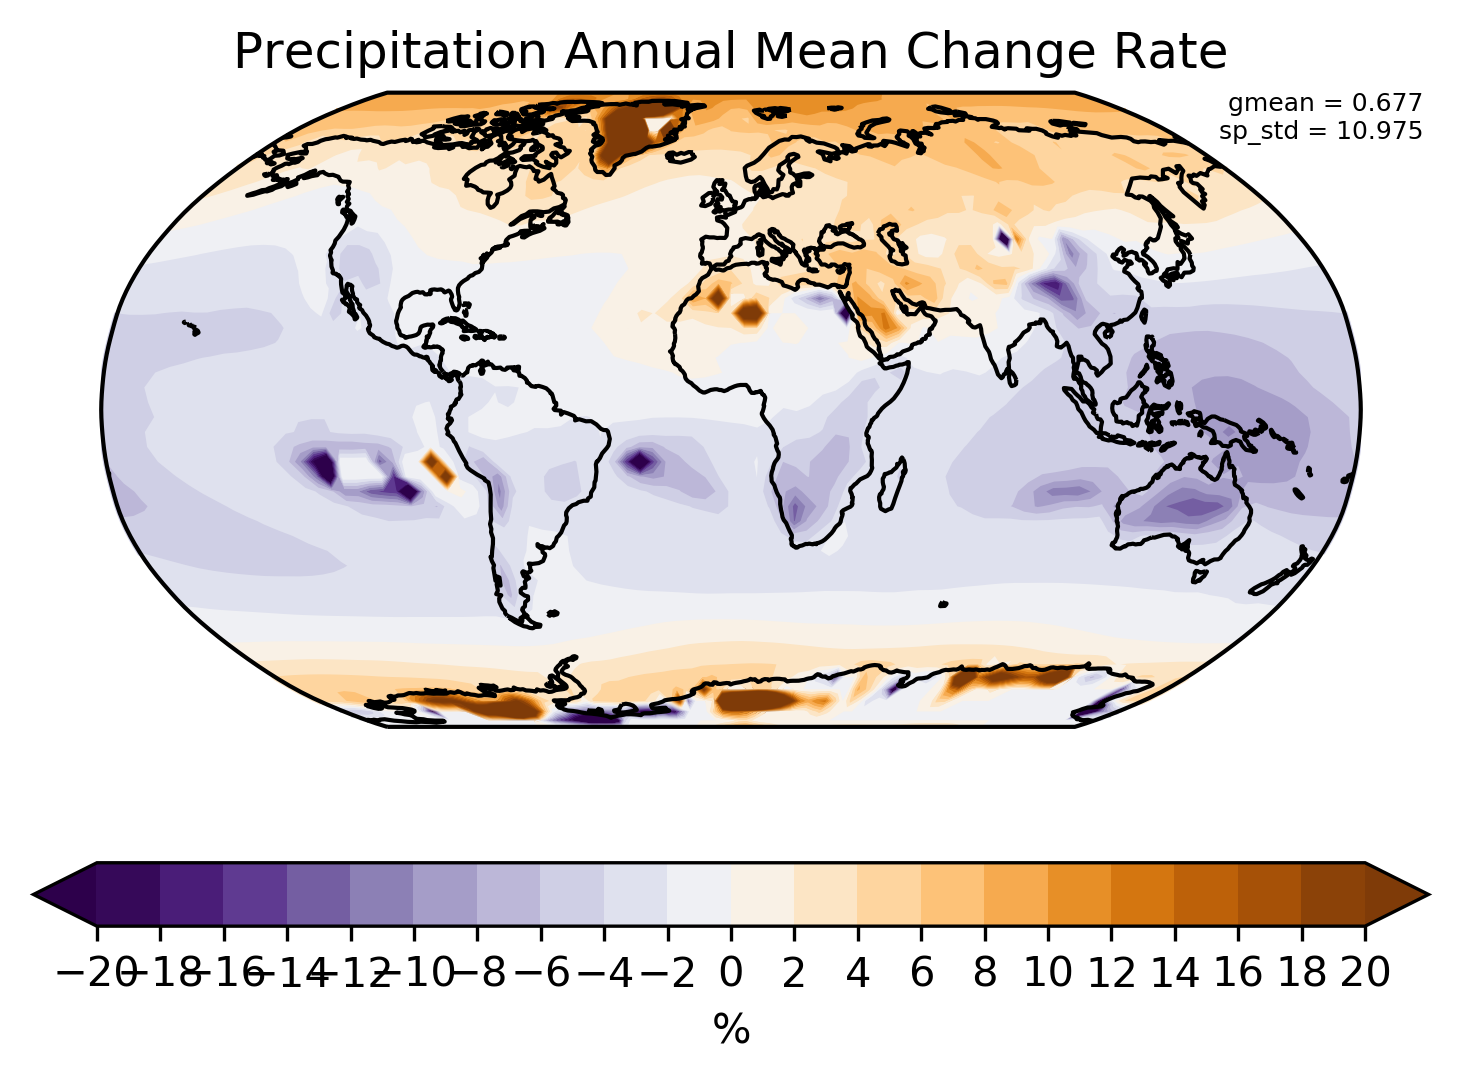 Precipitation Annual Mean Change Rate
gmean = 0.677
sp_std = 10.975
−20 −18 −16 −14 −12 −10 −8 −6 −4 −2 0 2 4 6 8 10 12 14 16 18 20
%